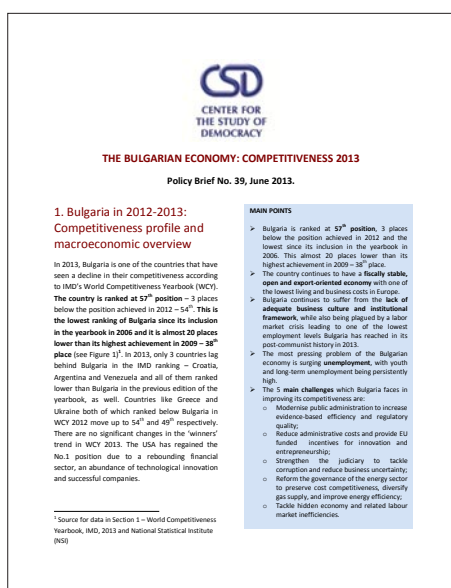 CSD
CENTER FOR
THE STUDY OF
DEMOCRACY
THE BULGARIAN ECONOMY: COMPETITIVENESS 2013
Policy Brief No. 39, June 2013.
1. Bulgaria in 2012-2013:
Competitiveness profile and
macroeconomic overview
In 2013, Bulgaria is one of the countries that have
seen a decline in their competitiveness according
to IMD's World Competitiveness Yearbook (WCY).
The country is ranked at 57th position – 3 places
below the position achieved in 2012 – 54th. This is
the lowest ranking of Bulgaria since its inclusion
in the yearbook in 2006 and it is almost 20 places
lower than its highest achievement in 2009 – 38th
place (see Figure 1)1. In 2013, only 3 countries lag
behind Bulgaria in the IMD ranking – Croatia,
Argentina and Venezuela and all of them ranked
lower than Bulgaria in the previous edition of the
yearbook, as well. Countries like Greece and
Ukraine both of which ranked below Bulgaria in
WCY 2012 move up to 54th and 49th respectively.
There are no significant changes in the 'winners'
trend in WCY 2013. The USA has regained the
No.1 position due to a rebounding financial
sector, an abundance of technological innovation
and successful companies.
1 Source for data in Section 1 – World Competitiveness
Yearbook, IMD, 2013 and National Statistical Institute
(NSI)
MAIN POINTS
➢ Bulgaria is ranked at 57th position, 3 places
below the position achieved in 2012 and the
lowest since its inclusion in the yearbook in
2006. This almost 20 places lower than its
highest achievement in 2009 – 38th place.
➢ The country continues to have a fiscally stable,
open and export-oriented economy with one of
the lowest living and business costs in Europe.
➢ Bulgaria continues to suffer from the lack of
adequate business culture and institutional
framework, while also being plagued by a labor
market crisis leading to one of the lowest
employment levels Bulgaria has reached in its
post-communist history in 2013.
➢ The most pressing problem of the Bulgarian
economy is surging unemployment, with youth
and long-term unemployment being persistently
high.
➢ The 5 main challenges which Bulgaria faces in
improving its competitiveness are:
o Modernise public administration to increase
evidence-based efficiency and regulatory
quality;
o Reduce administrative costs and provide EU
funded incentives for innovation and
entrepreneurship;
o Strengthen the judiciary to tackle
corruption and reduce business uncertainty;
o Reform the governance of the energy sector
to preserve cost competitiveness, diversify
gas supply, and improve energy efficiency;
o Tackle hidden economy and related labour
market inefficiencies.